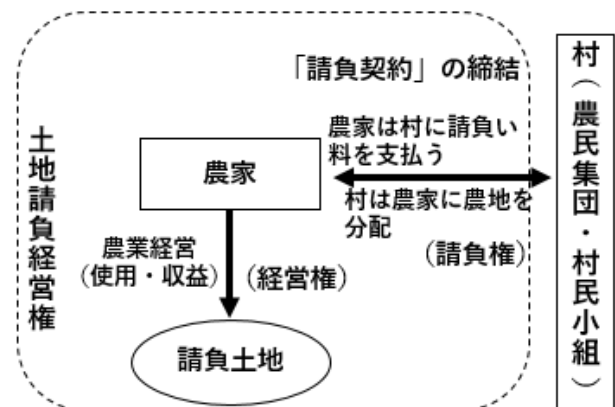 「請負契約」の締結
農家は村に請負い
料を支払う
村は農家に農地を
分配
（請負権）
農家
農業経営
（使用・収益）
（経営権）
請負土地
土地請負経営権
村（農民集団・村民小組）